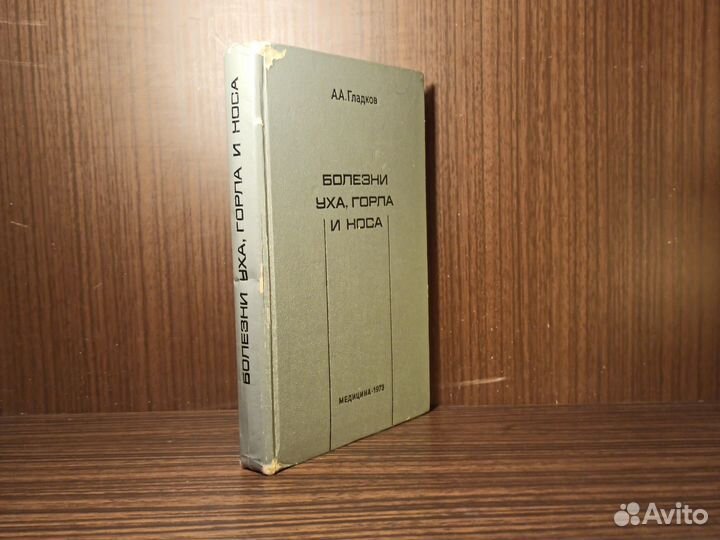 БОЛЕЗНИ УХА, ГОРЛА И НОСА
А.А.Гладков
БОЛЕЗНИ
УХА, ГОРЛА
И НОСА
МЕДИЦИНА·1973
Avito